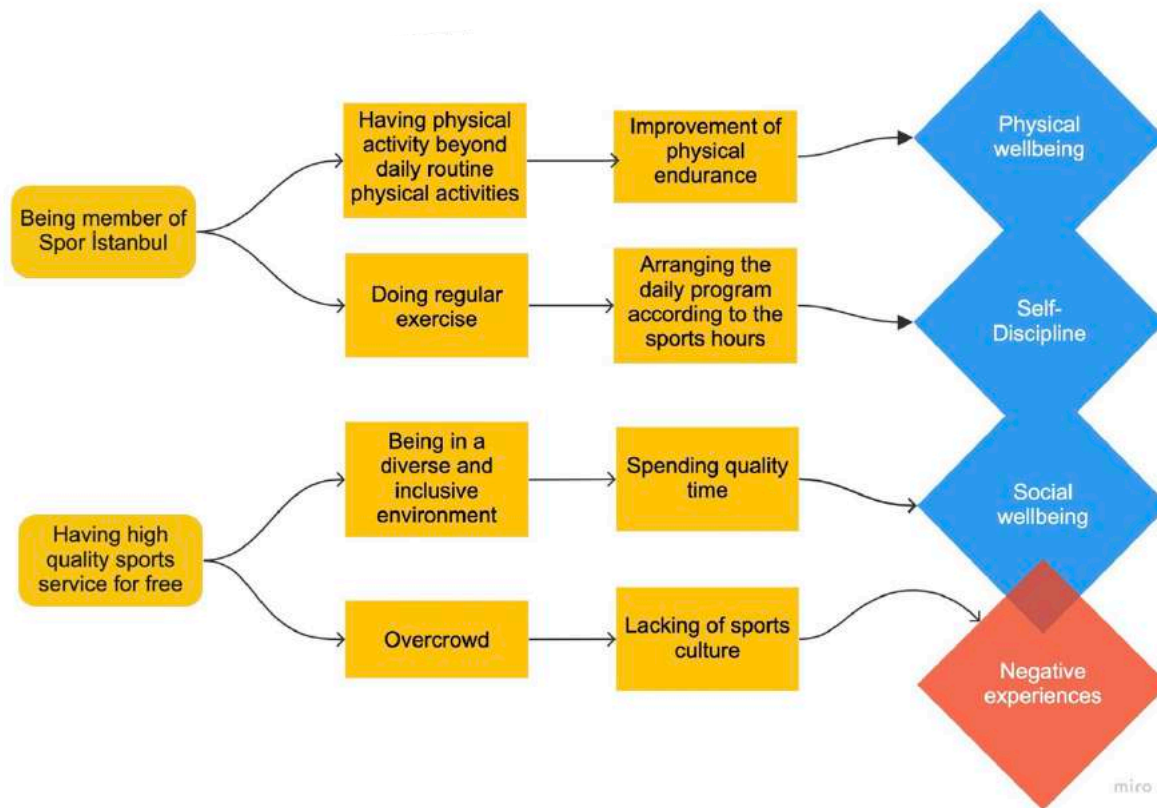 Having physical
activity beyond
daily routine
physical activities
Improvement of
physical
endurance
Physical
wellbeing
Being member of
Spor İstanbul
Doing regular
exercise
Arranging the
daily program
according to the
sports hours
Self-
Discipline
Being in a
diverse and
inclusive
environment
Spending quality
time
Social
wellbeing
Having high
quality sports
service for free
Overcrowd
Lacking of sports
culture
Negative
experiences
miro